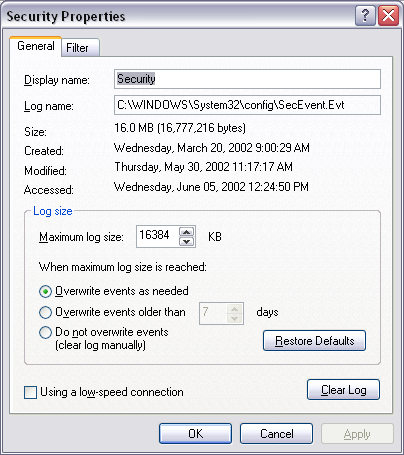 Security Properties
General Filter
Display name: Security
Log name: C:\WINDOWS\System32\config\SecEvent.Evt
Size: 16.0 MB (16,777,216 bytes)
Created: Wednesday, March 20, 2002 9:00:29 AM
Modified: Thursday, May 30, 2002 11:17:17 AM
Accessed: Wednesday, June 05, 2002 12:24:50 PM
Log size
Maximum log size: 16384 KB
When maximum log size is reached:
Overwrite events as needed
Overwrite events older than 7 days
Do not overwrite events
(clear log manually)
Restore Defaults
Using a low-speed connection
Clear Log
OK Cancel Apply